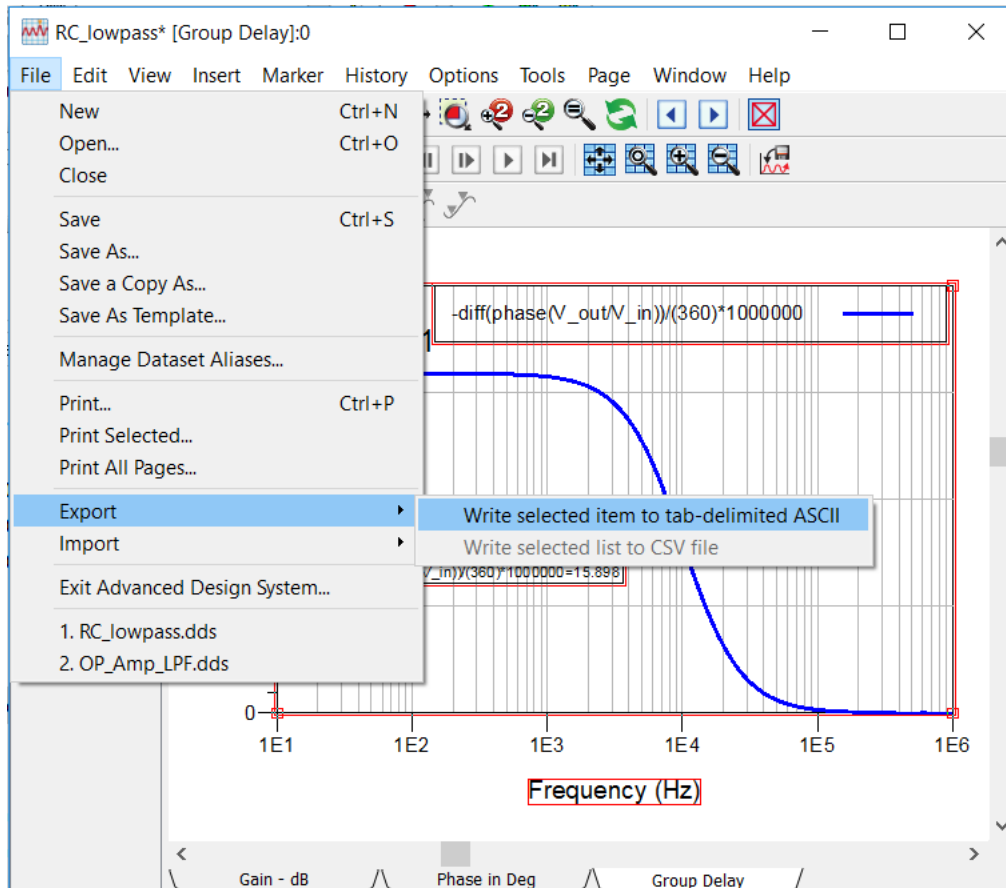 RC_lowpass* [Group Delay]:0
File Edit View Insert Marker History Options Tools Page Window Help
New Ctrl+N
Open... Ctrl+O
Close
Save Ctrl+S
Save As...
Save a Copy As...
Save As Template...
Manage Dataset Aliases...
Print... Ctrl+P
Print Selected...
Print All Pages...
Export
Import
Exit Advanced Design System...
1. RC_lowpass.dds
2. OP_Amp_LPF.dds
Write selected item to tab-delimited ASCII
Write selected list to CSV file
2 2
-diff(phase(V_out/V_in))/(360)*1000000
1
V_in))/(360)*1000000=15.898
0
1E1 1E2 1E3 1E4 1E5 1E6
Frequency (Hz)
Gain - dB Phase in Deg Group Delay